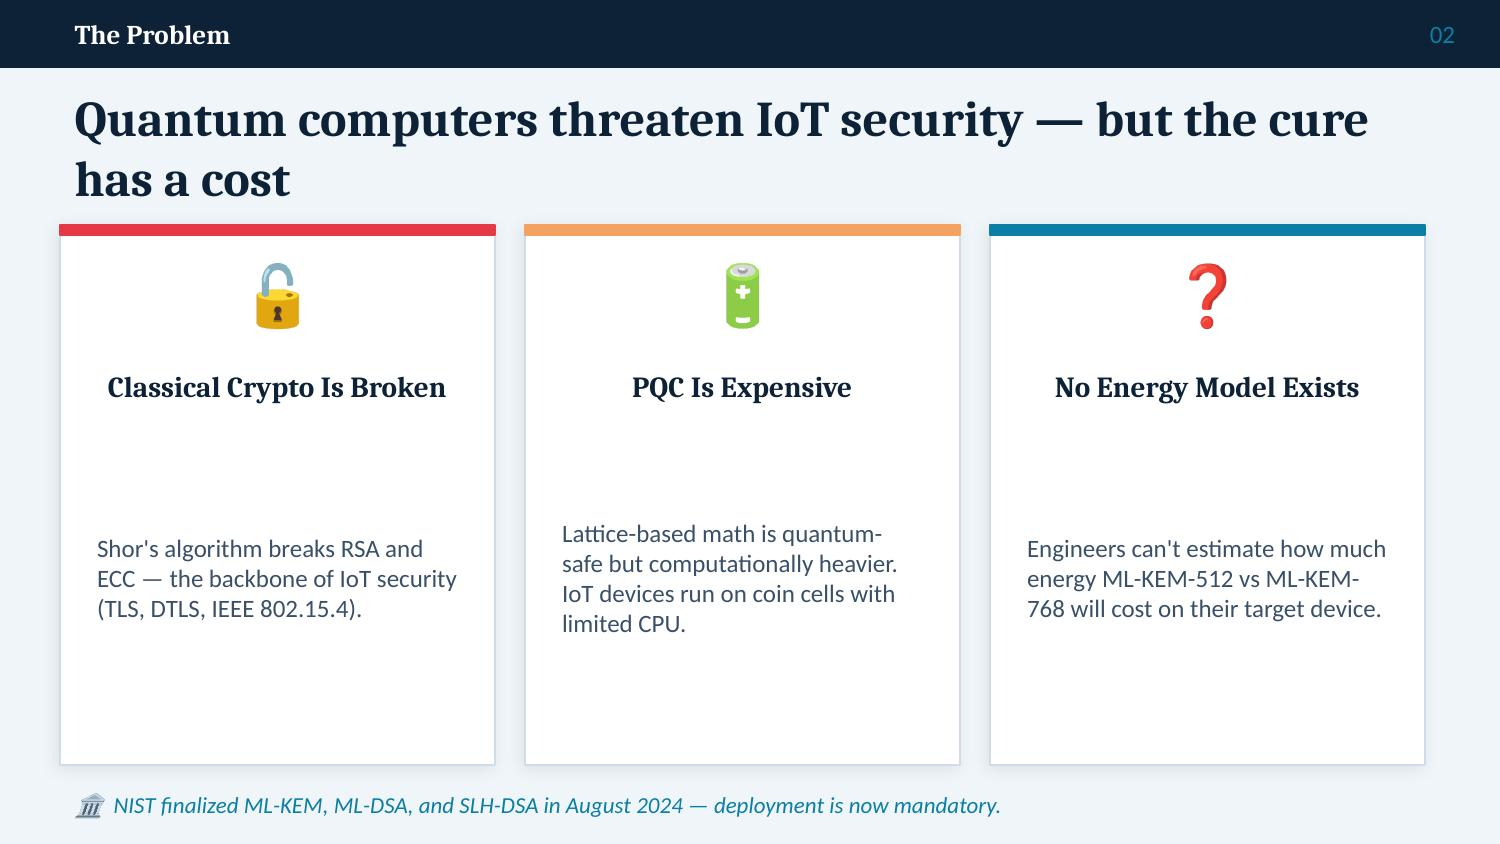 The Problem
02
Quantum computers threaten IoT security — but the cure
has a cost
Classical Crypto Is Broken
Shor's algorithm breaks RSA and
ECC — the backbone of IoT security
(TLS, DTLS, IEEE 802.15.4).
PQC Is Expensive
Lattice-based math is quantum-
safe but computationally heavier.
IoT devices run on coin cells with
limited CPU.
No Energy Model Exists
Engineers can't estimate how much
energy ML-KEM-512 vs ML-KEM-
768 will cost on their target device.
🏛️ NIST finalized ML-KEM, ML-DSA, and SLH-DSA in August 2024 — deployment is now mandatory.